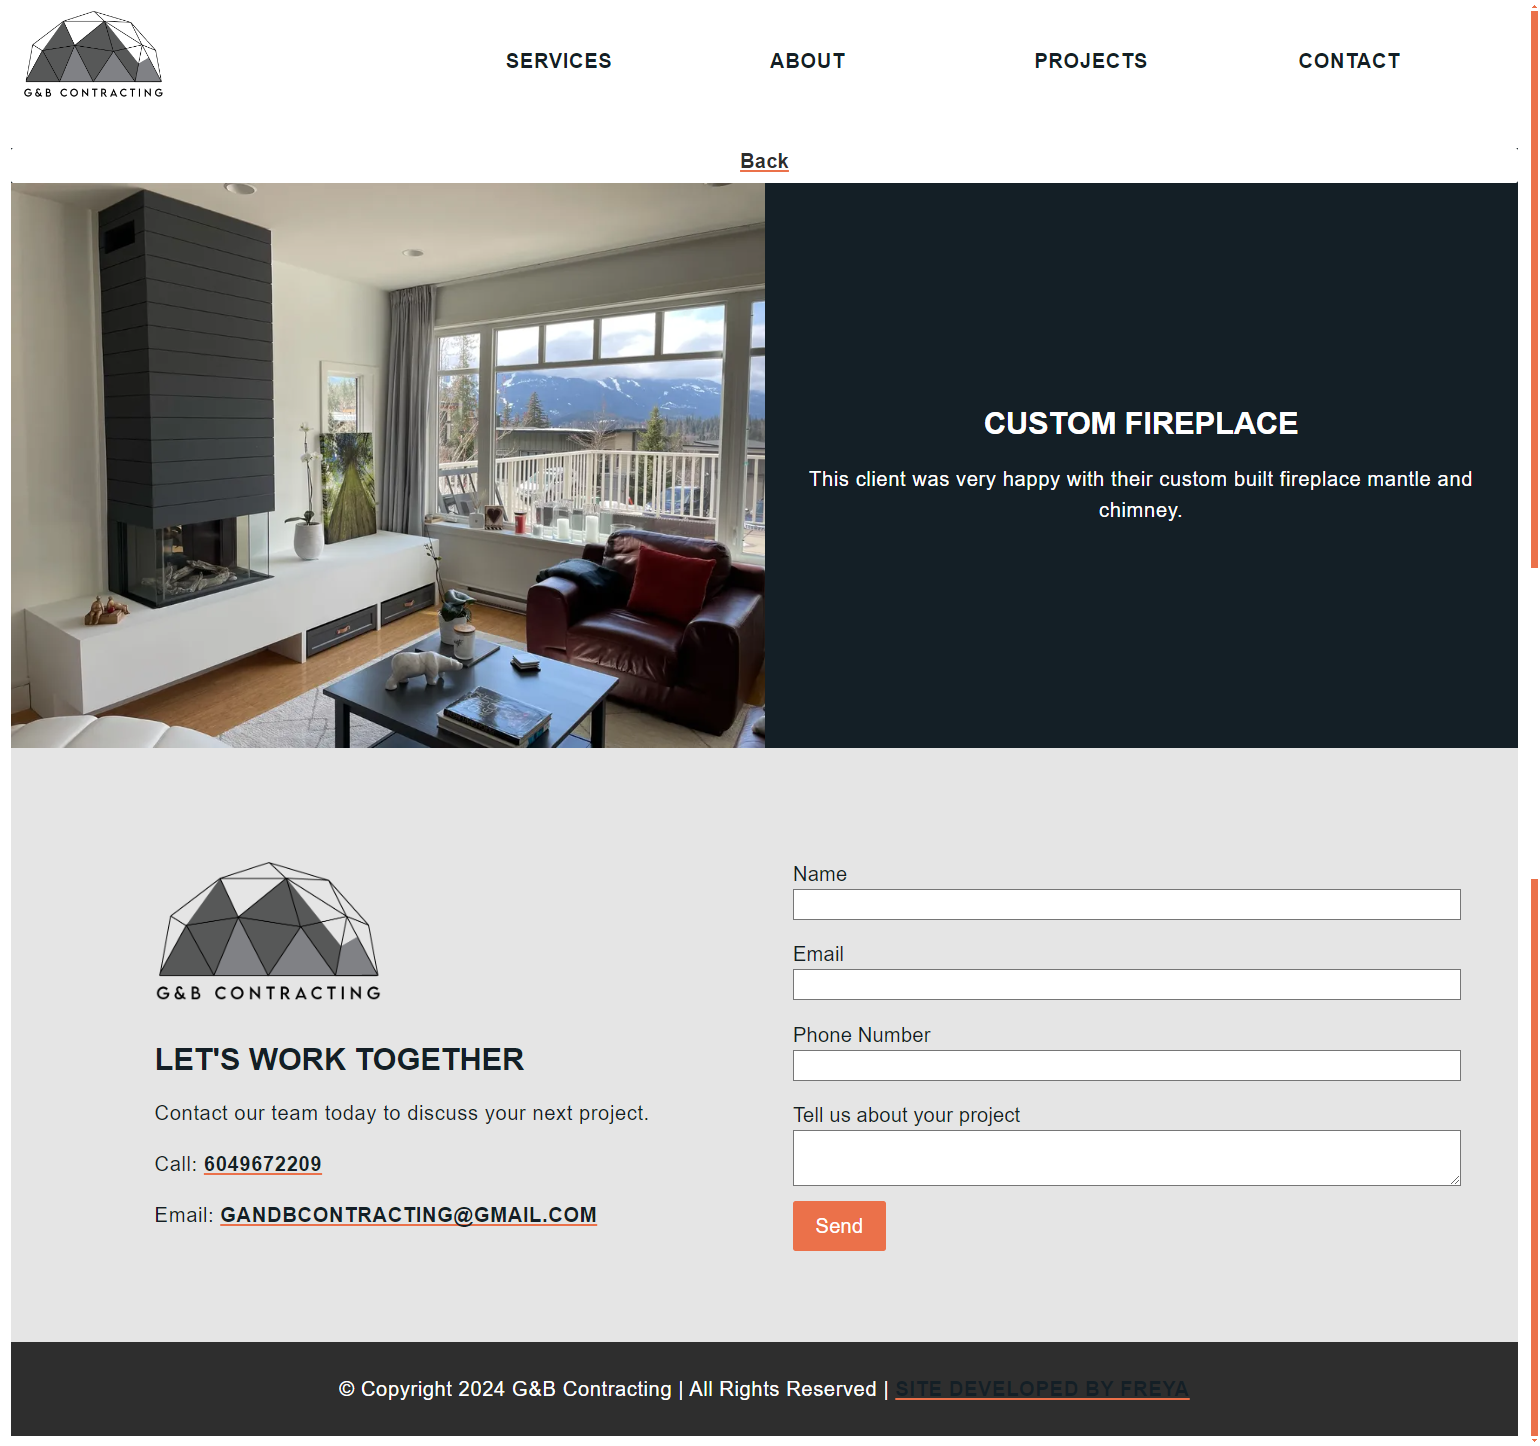 G&B CONTRACTING
SERVICES
ABOUT
PROJECTS
CONTACT
Back
CUSTOM FIREPLACE
This client was very happy with their custom built fireplace mantle and
chimney.
G&B CONTRACTING
LET'S WORK TOGETHER
Contact our team today to discuss your next project.
Call: 6049672209
Email: GANDBCONTRACTING@GMAIL.COM
Name
Email
Phone Number
Tell us about your project
Send
© Copyright 2024 G&B Contracting | All Rights Reserved | SITE DEVELOPED BY FREYA